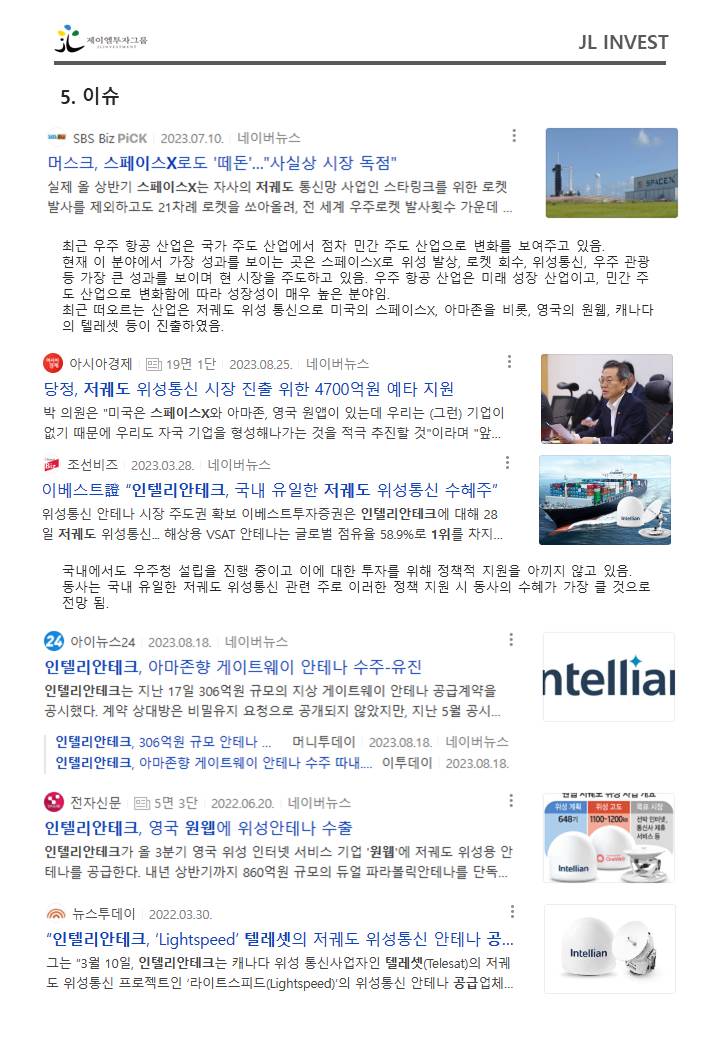 제이엘투자그룹
JLINVESTMENT
JL INVEST
5. 이슈
SBS Biz SBS Biz PiCK 2023.07.10. 네이버뉴스
머스크, 스페이스X로도 '떼돈'..."사실상 시장 독점"
실제 올 상반기 스페이스X는 자사의 저궤도 통신망 사업인 스타링크를 위한 로켓
발사를 제외하고도 21차례 로켓을 쏘아올려, 전 세계 우주로켓 발사횟수 가운데 ...
SPACEX
최근 우주 항공 산업은 국가 주도 산업에서 점차 민간 주도 산업으로 변화를 보여주고 있음.
현재 이 분야에서 가장 성과를 보이는 곳은 스페이스X로 위성 발상, 로켓 회수, 위성통신, 우주 관광
등 가장 큰 성과를 보이며 현 시장을 주도하고 있음. 우주 항공 산업은 미래 성장 산업이고, 민간 주
도 산업으로 변화함에 따라 성장성이 매우 높은 분야임.
최근 떠오르는 산업은 저궤도 위성 통신으로 미국의 스페이스X, 아마존을 비롯, 영국의 원웹, 캐나다
의 텔레셋 등이 진출하였음.
아시아경제 아시아경제 19면 1단 2023.08.25. 네이버뉴스
당정, 저궤도 위성통신 시장 진출 위한 4700억원 예타 지원
박 의원은 "미국은 스페이스X와 아마존, 영국 원앱이 있는데 우리는 (그런) 기업이
없기 때문에 우리도 자국 기업을 형성해나가는 것을 적극 추진할 것"이라며 "앞...
Biz 조선비즈 2023.03.28. 네이버뉴스
이베스트證 “인텔리안테크, 국내 유일한 저궤도 위성통신 수혜주”
위성통신 안테나 시장 주도권 확보 이베스트투자증권은 인텔리안테크에 대해 28
일 저궤도 위성통신... 해상용 VSAT 안테나는 글로벌 점유율 58.9%로 1위를 차지...
Intellian
국내에서도 우주청 설립을 진행 중이고 이에 대한 투자를 위해 정책적 지원을 아끼지 않고 있음.
동사는 국내 유일한 저궤도 위성통신 관련 주로 이러한 정책 지원 시 동사의 수혜가 가장 클 것으로
전망 됨.
24 아이뉴스24 2023.08.18. 네이버뉴스
인텔리안테크, 아마존향 게이트웨이 안테나 수주-유진
인텔리안테크는 지난 17일 306억원 규모의 지상 게이트웨이 안테나 공급계약을
공시했다. 계약 상대방은 비밀유지 요청으로 공개되지 않았지만, 지난 5월 공시...
ntellian
인텔리안테크, 306억원 규모 안테나 ... 머니투데이 2023.08.18. 네이버뉴스
인텔리안테크, 아마존향 게이트웨이 안테나 수주 따내.... 이투데이 2023.08.18.
전자신문 5면 3단 2022.06.20. 네이버뉴스
인텔리안테크, 영국 원웹에 위성안테나 수출
인텔리안테크가 올 3분기 영국 위성 인터넷 서비스 기업 '원웹'에 저궤도 위성용 안
테나를 공급한다. 내년 상반기까지 860억원 규모의 듀얼 파라볼릭안테나를 단독...
원웹 저궤도 위성 사업 개요
위성 계획 위성 고도 목표 시장
648기 1100~1200km 선박 인터넷,
통신사 제휴
서비스 등
Intellian OneWeb
뉴스투데이 2022.03.30.
“인텔리안테크, ‘Lightspeed’ 텔레셋의 저궤도 위성통신 안테나 공...
그는 "3월 10일, 인텔리안테크는 캐나다 위성 통신사업자인 텔레셋(Telesat)의 저궤
도 위성통신 프로젝트인 ‘라이트스피드(Lightspeed)’의 위성통신 안테나 공급업체...
Intellian